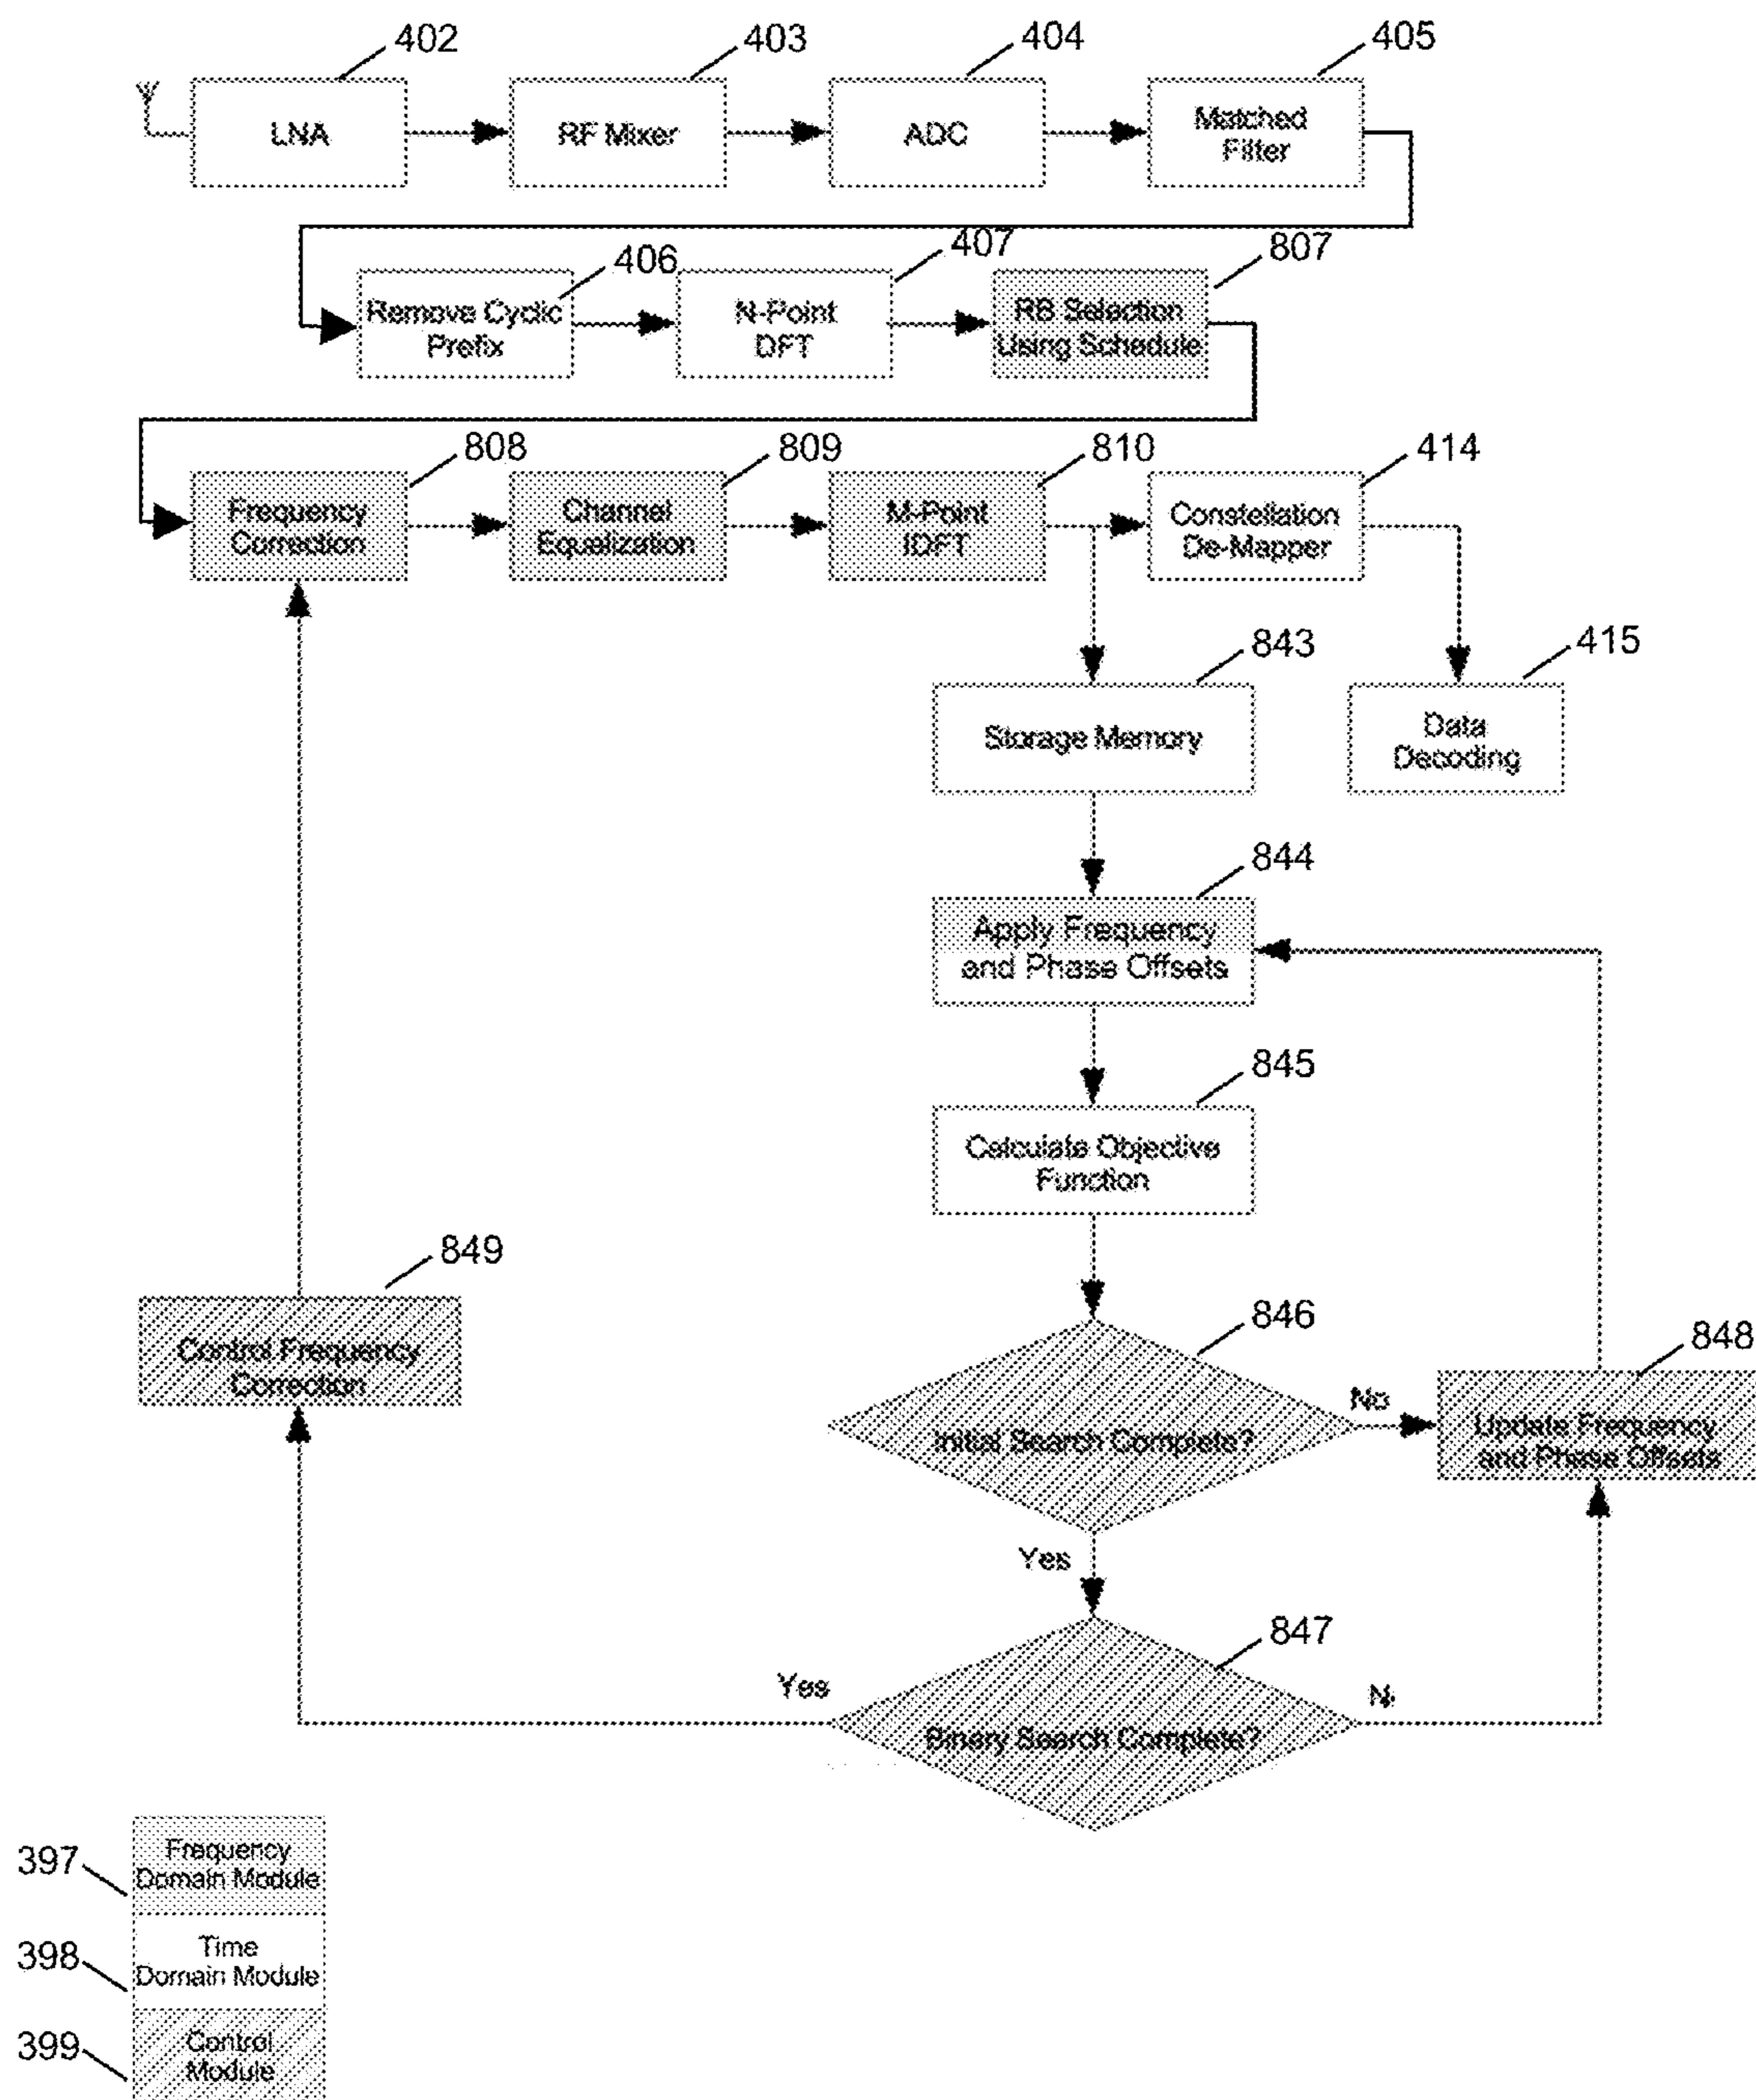 402
403
404
405
LNA
RF Mixer
ADC
Matched
Filter
406
407
807
Remove Cyclic
Prefix
N-Point
DFT
RB Selection
Using Schedule
808
809
810
414
Frequency
Correction
Channel
Equalization
M-Point
IDFT
Constellation
De-Mapper
843
415
Storage Memory
Data
Decoding
844
Apply Frequency
and Phase Offsets
845
Calculate Objective
Function
849
846
848
Control Frequency
Correction
Initial Search Complete?
No
Update Frequency
and Phase Offsets
Yes
847
Yes
Binary Search Complete?
N
397
Frequency
Domain Module
398
Time
Domain Module
399
Control
Module